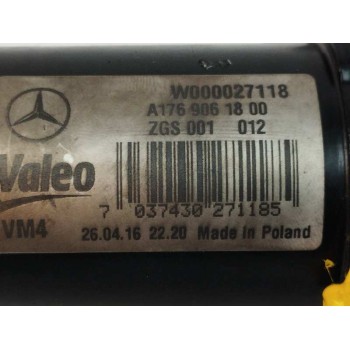 W000027118
A176 906 18 00
ZGS 001 012
Valeo
7 037430 271185
VM4
26.04.16 22.20 Made In Poland